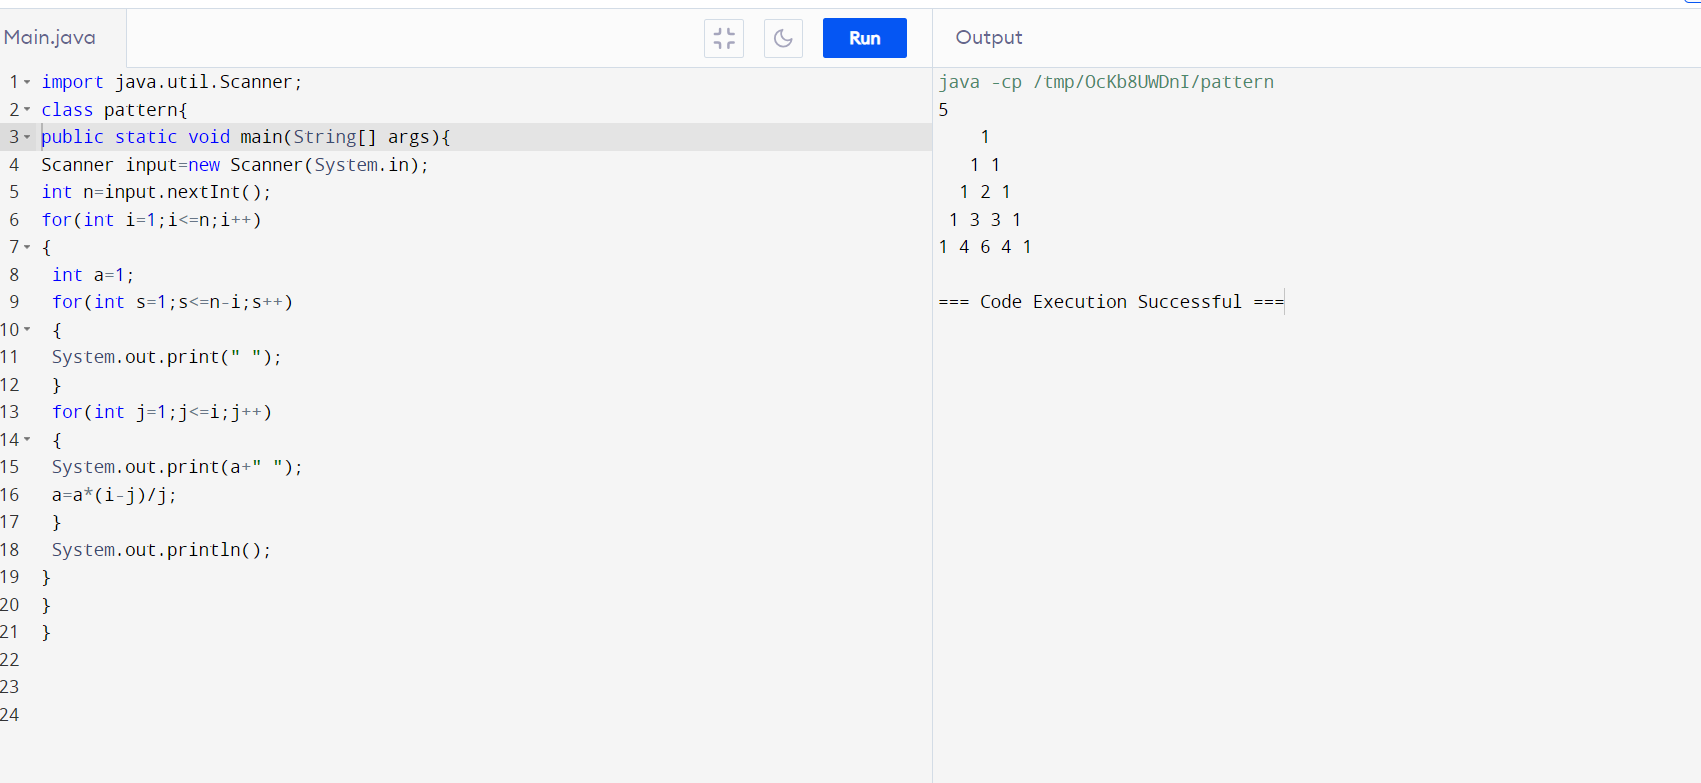 Main.java
Run
1 import java.util.Scanner;
2 class pattern{
3 public static void main(String[] args){
4 Scanner input=new Scanner(System.in);
5 int n=input.nextInt();
6 for(int i=1;i<=n;i++)
7 {
8  int a=1;
9  for(int s=1;s<=n-i;s++)
10  {
11  System.out.print(" ");
12  }
13  for(int j=1;j<=i;j++)
14  {
15  System.out.print(a+" ");
16  a=a*(i-j)/j;
17  }
18  System.out.println();
19 }
20 }
21 }
22
23
24
Output
java -cp /tmp/OcKb8UWDnI/pattern
5
    1
   1 1
  1 2 1
 1 3 3 1
1 4 6 4 1
=== Code Execution Successful ===